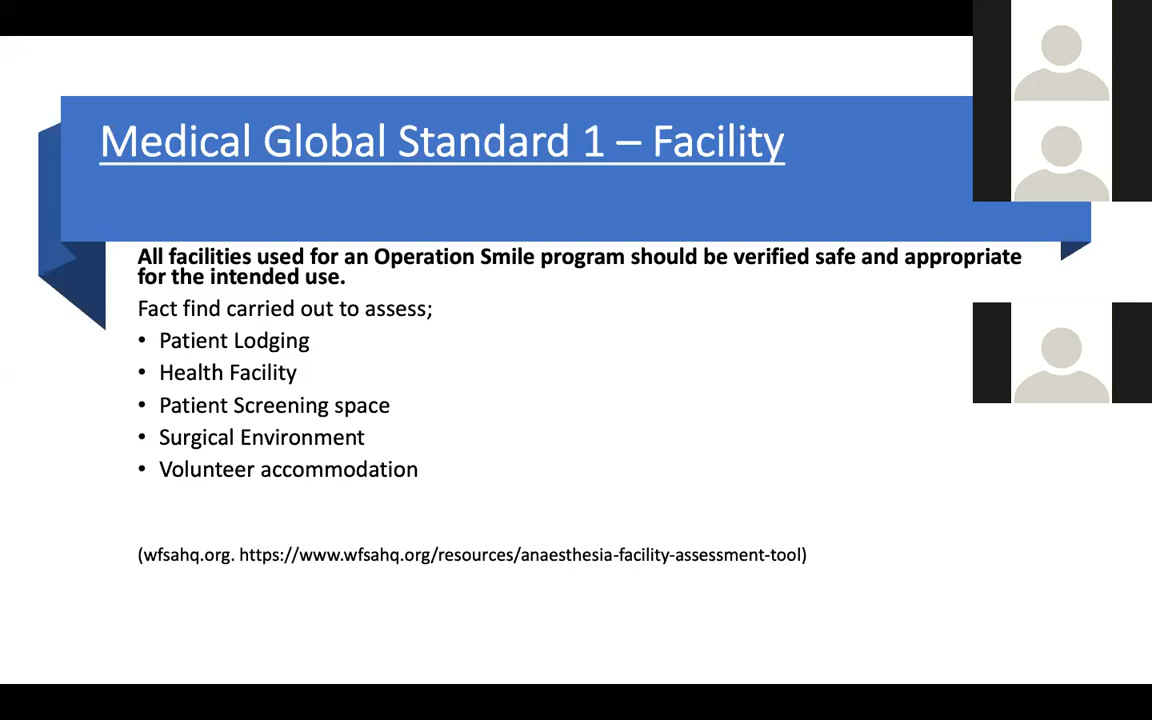 Medical Global Standard 1 – Facility
All facilities used for an Operation Smile program should be verified safe and appropriate
for the intended use.
Fact find carried out to assess;
• Patient Lodging
• Health Facility
• Patient Screening space
• Surgical Environment
• Volunteer accommodation
(wfsahq.org. https://www.wfsahq.org/resources/anaesthesia-facility-assessment-tool)